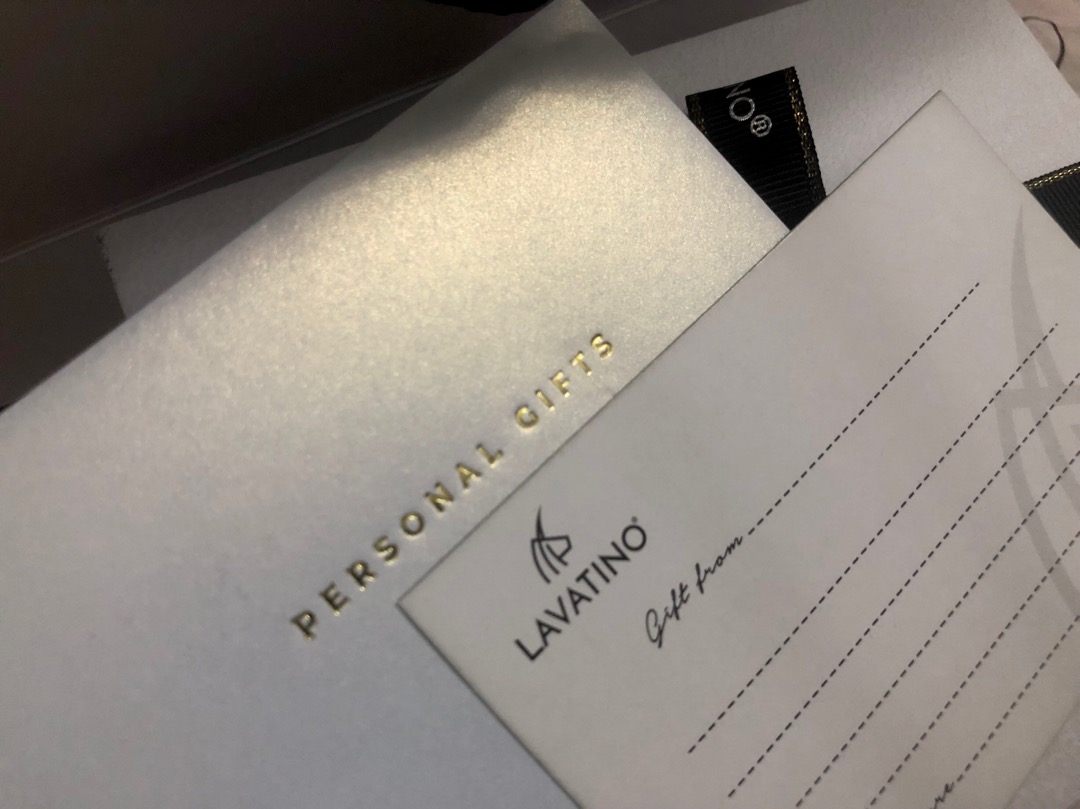 PERSONAL GIFTS
LAVATINO®
Gift from